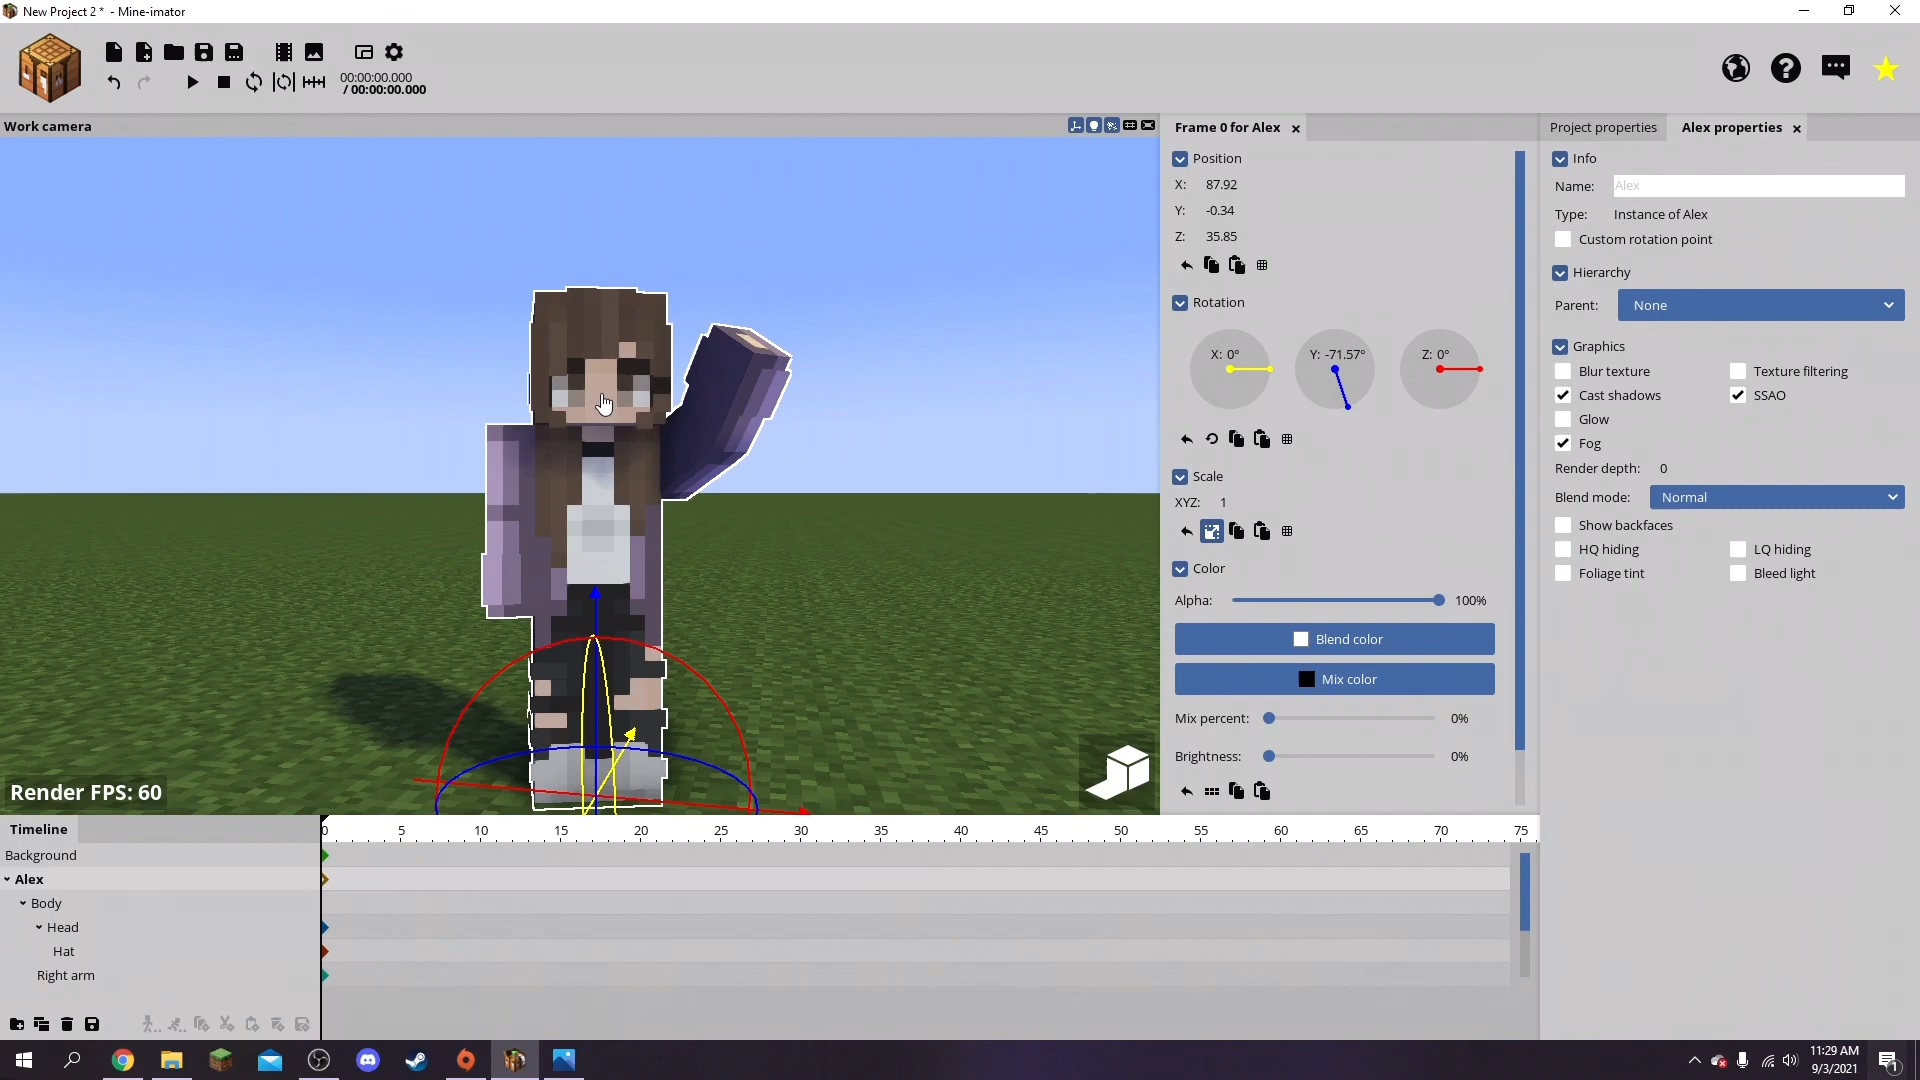 New Project 2 * - Mine-imator
00:00:00.000
/ 00:00:00.000
Work camera
Frame 0 for Alex
Project properties
Alex properties
Position
X: 87.92
Y: -0.34
Z: 35.85
Rotation
X: 0°
Y: -71.57°
Z: 0°
Scale
XYZ: 1
Color
Alpha: 100%
Blend color
Mix color
Mix percent: 0%
Brightness: 0%
Info
Name: Alex
Type: Instance of Alex
Custom rotation point
Hierarchy
Parent: None
Graphics
Blur texture
Texture filtering
Cast shadows
SSAO
Glow
Fog
Render depth: 0
Blend mode: Normal
Show backfaces
HQ hiding
LQ hiding
Foliage tint
Bleed light
Render FPS: 60
Timeline
0 5 10 15 20 25 30 35 40 45 50 55 60 65 70 75
Background
Alex
Body
Head
Hat
Right arm
11:29 AM
9/3/2021
1